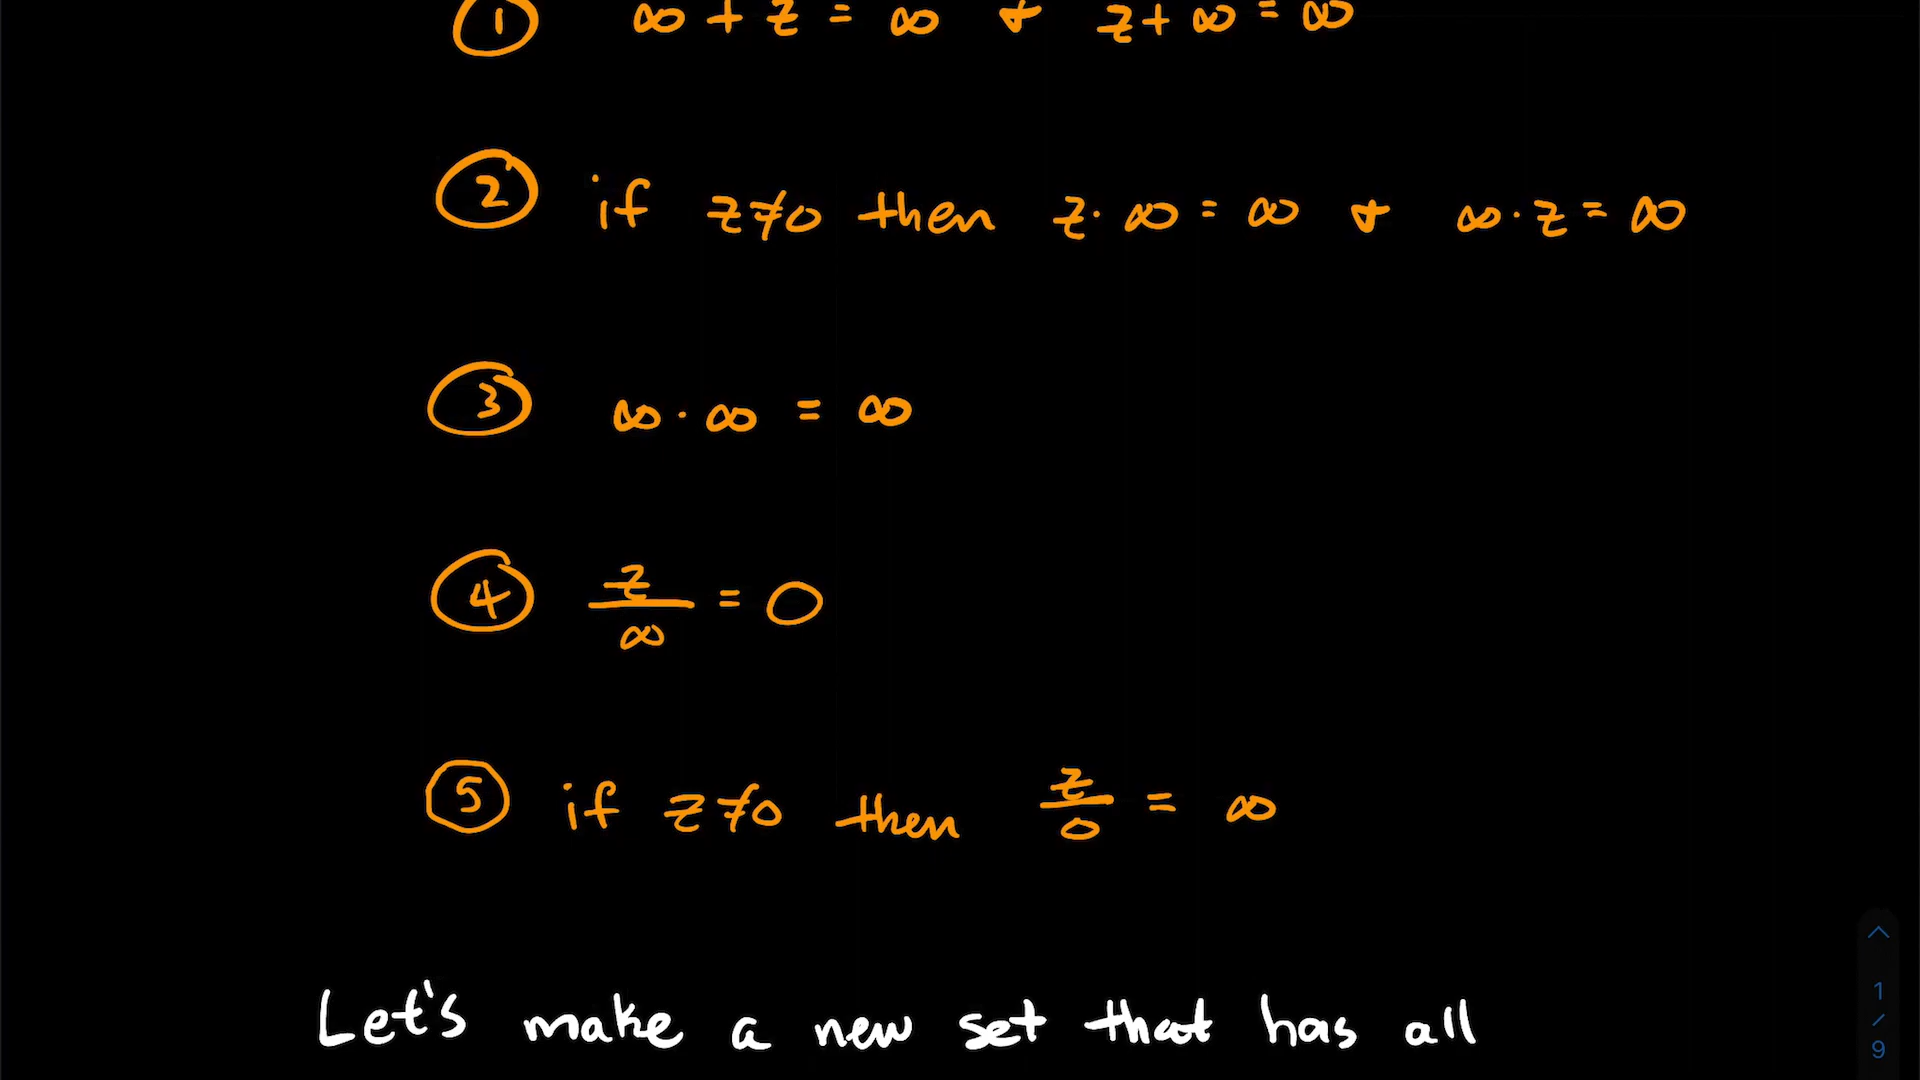 ① ∞ + z = ∞ & z + ∞ = ∞
② if z≠0 then z · ∞ = ∞ & ∞ · z = ∞
③ ∞ · ∞ = ∞
④ z/∞ = 0
⑤ if z≠0 then z/0 = ∞
Let's make a new set that has all
1
/
9